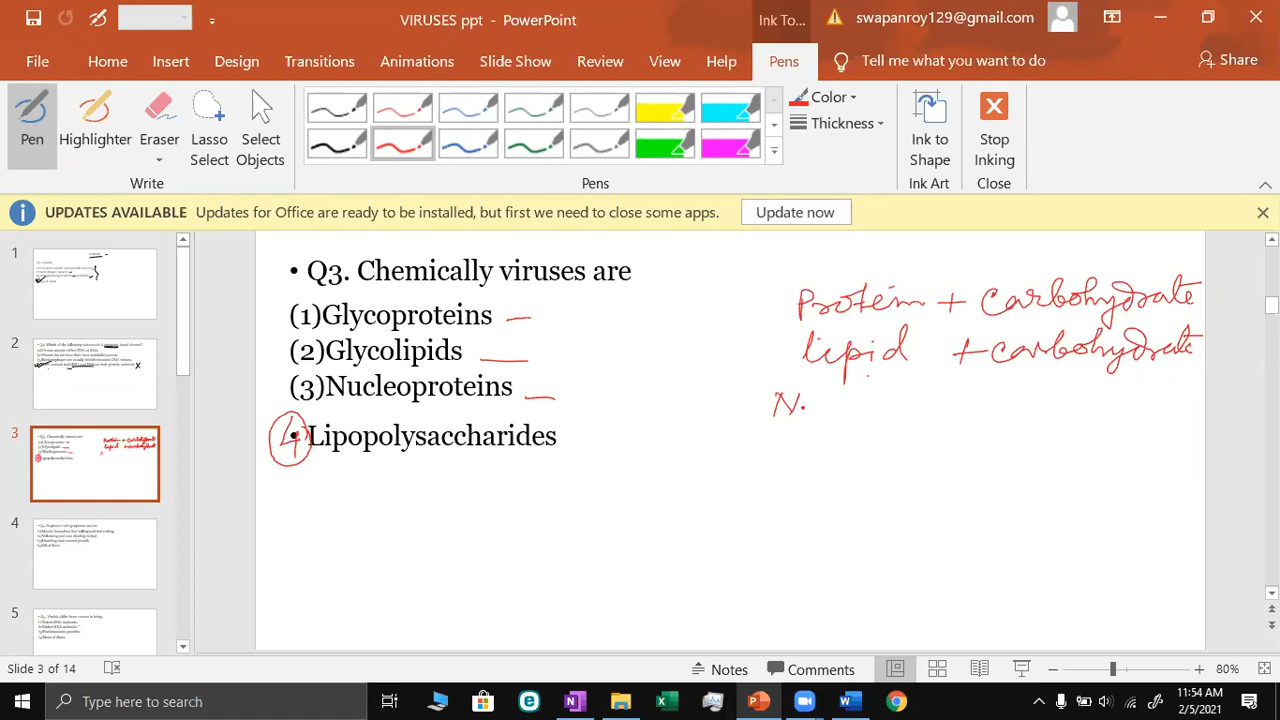 VIRUSES ppt - PowerPoint
Ink To...
swapanroy129@gmail.com
File Home Insert Design Transitions Animations Slide Show Review View Help Pens Tell me what you want to do Share
Pen Highlighter Eraser Lasso Select Select Objects
Color
Thickness
Ink to Shape
Stop Inking
Write Pens Ink Art Close
UPDATES AVAILABLE Updates for Office are ready to be installed, but first we need to close some apps. Update now
1
2
3
4
5
• Q3. Chemically viruses are
(1)Glycoproteins
(2)Glycolipids
(3)Nucleoproteins
4 • Lipopolysaccharides
Protein + Carbohydrate
lipid + carbohydrate
N
Slide 3 of 14
Notes Comments 80%
Type here to search
11:54 AM
2/5/2021